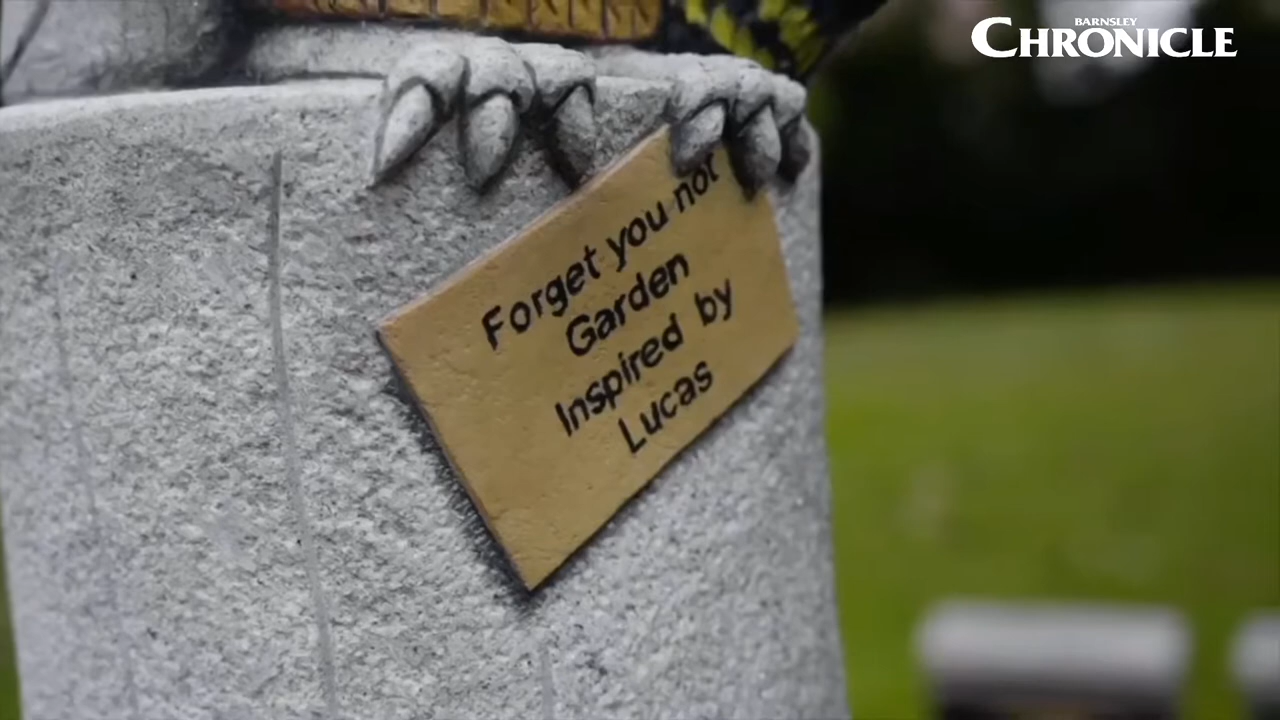 BARNSLEY
CHRONICLE
Forget you not
Garden
Inspired by
Lucas